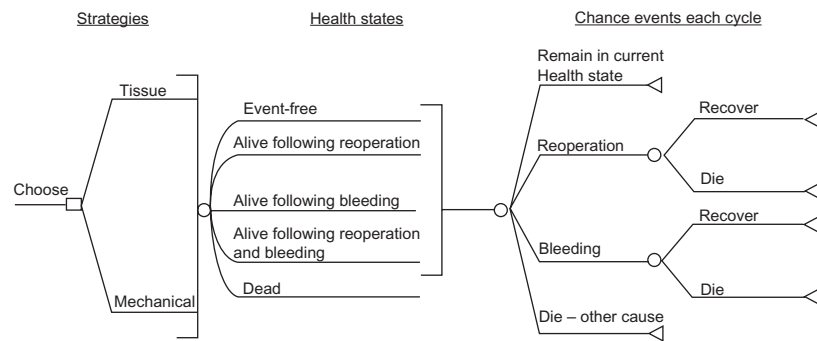 Strategies
Health states
Chance events each cycle
Choose
Tissue
Mechanical
Event-free
Alive following reoperation
Alive following bleeding
Alive following reoperation
and bleeding
Dead
Remain in current
Health state
Reoperation
Recover
Die
Bleeding
Recover
Die
Die – other cause